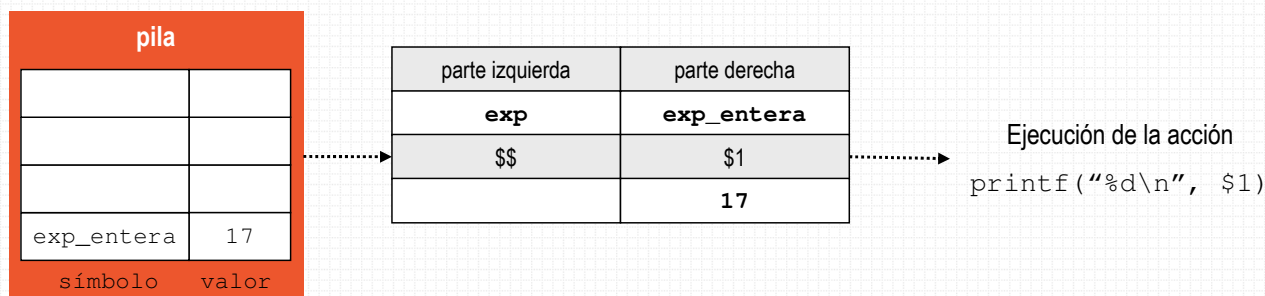 pila
exp_entera 17
símbolo valor
parte izquierda parte derecha
exp exp_entera
$$ $1
17
Ejecución de la acción
printf(“%d\n”, $1)